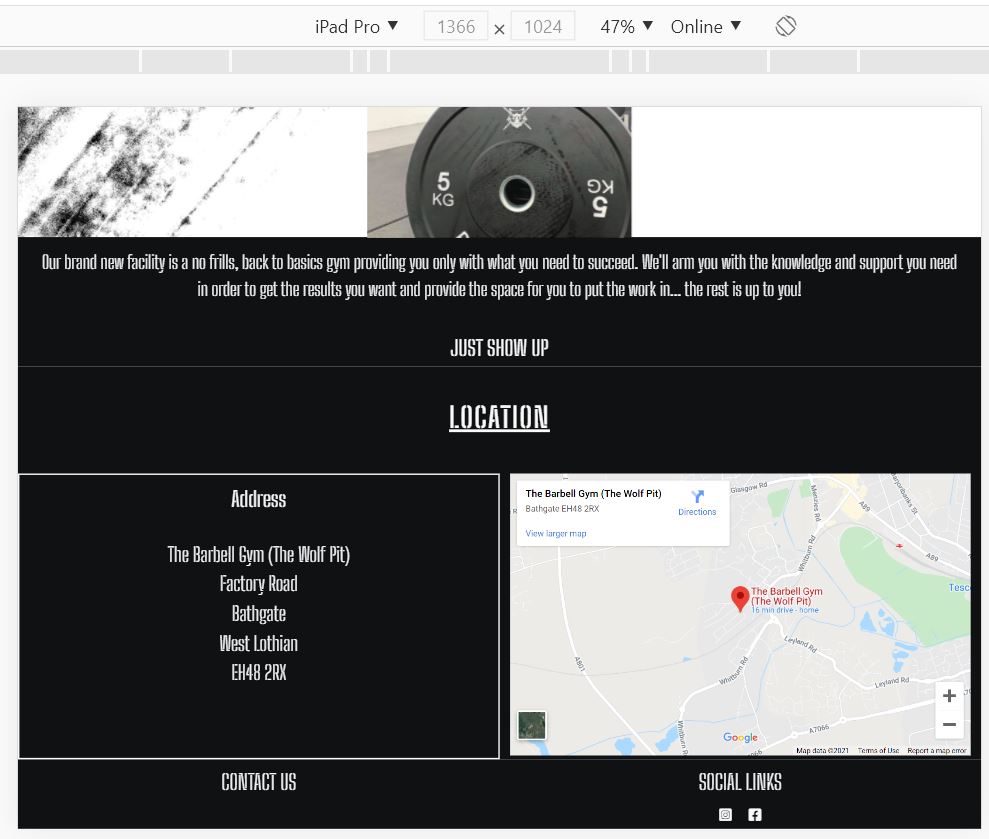 iPad Pro ▼ 1366 × 1024 47% ▼ Online ▼
5
KG
5
KG
Our brand new facility is a no frills, back to basics gym providing you only with what you need to succeed. We'll arm you with the knowledge and support you need
in order to get the results you want and provide the space for you to put the work in... the rest is up to you!
JUST SHOW UP
LOCATION
Address
The Barbell Gym (The Wolf Pit)
Factory Road
Bathgate
West Lothian
EH48 2RX
The Barbell Gym (The Wolf Pit)
Bathgate EH48 2RX
Directions
View larger map
Glasgow Rd
Menzies Rd
Marjoribanks St
A89
A89
Whitburn Rd
Tesco
The Barbell Gym
(The Wolf Pit)
16 min drive - home
Leyland Rd
A801
Whitburn Rd
Leyland Rd
A7066
Whitburn Rd
Google
Map data ©2021 Terms of Use Report a map error
CONTACT US
SOCIAL LINKS